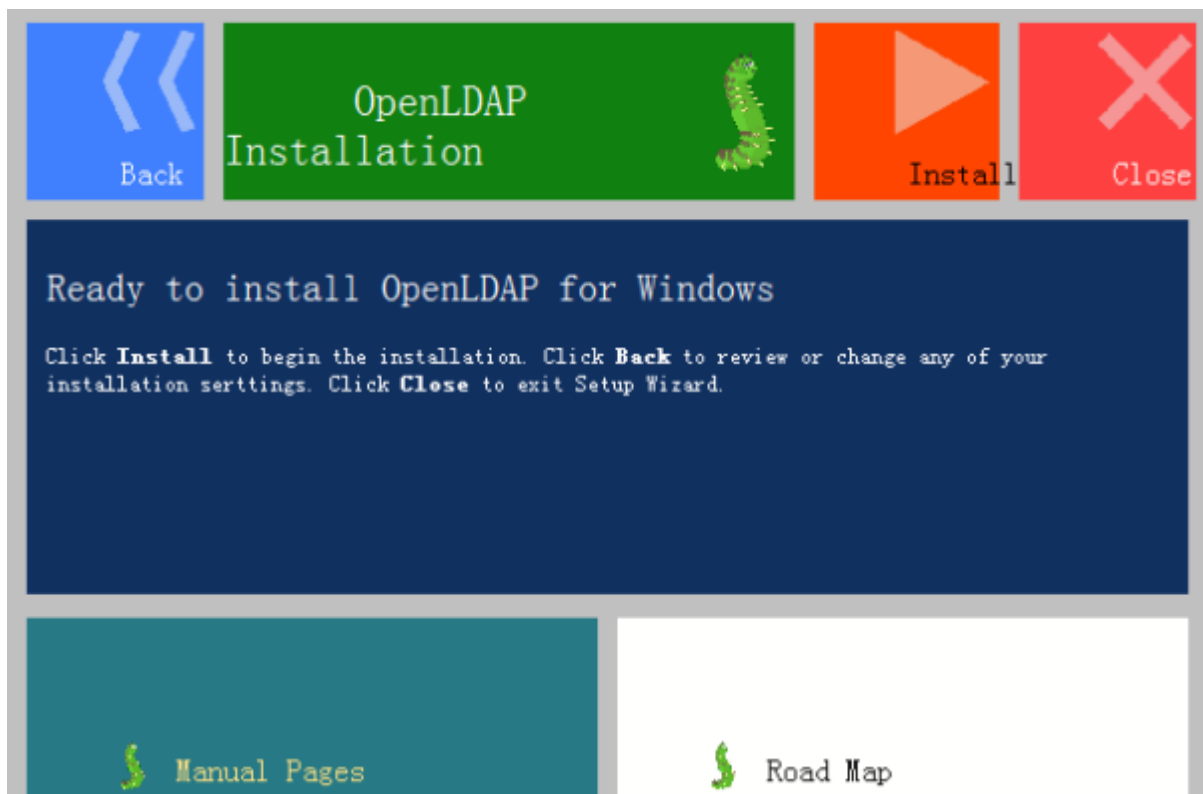 OpenLDAP
Installation
Back
Install
Close
Ready to install OpenLDAP for Windows
Click Install to begin the installation. Click Back to review or change any of your
installation serttings. Click Close to exit Setup Wizard.
Manual Pages
Road Map